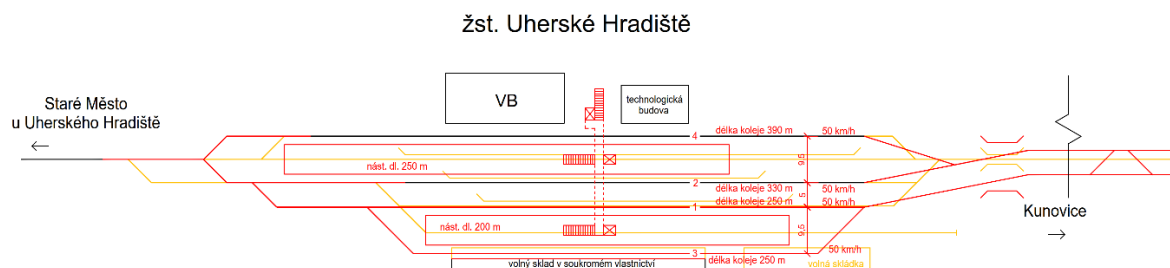 žst. Uherské Hradiště
Staré Město
u Uherského Hradiště
VB
technologická
budova
4
délka koleje 390 m
50 km/h
nást. dl. 250 m
9,5
2
délka koleje 330 m
50 km/h
5
1
délka koleje 250 m
50 km/h
nást. dl. 200 m
9,5
Kunovice
3
délka koleje 250 m
50 km/h
volný sklad v soukromém vlastnictví
volná skládka